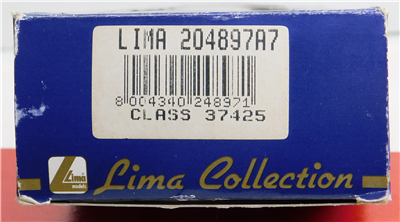 LIMA 204897A7
8 004340 248971
CLASS 37425
Lima
models
Lima Collection